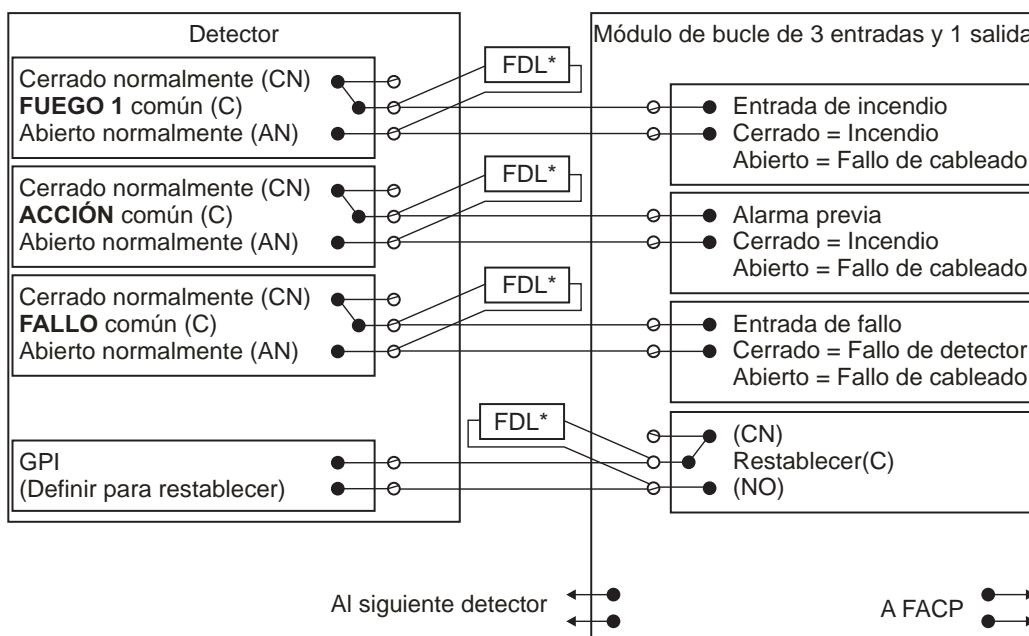 Detector
Módulo de bucle de 3 entradas y 1 salida
Cerrado normalmente (CN)
FUEGO 1 común (C)
Abierto normalmente (AN)
FDL*
Entrada de incendio
Cerrado = Incendio
Abierto = Fallo de cableado
Cerrado normalmente (CN)
ACCIÓN común (C)
Abierto normalmente (AN)
FDL*
Alarma previa
Cerrado = Incendio
Abierto = Fallo de cableado
Cerrado normalmente (CN)
FALLO común (C)
Abierto normalmente (AN)
FDL*
Entrada de fallo
Cerrado = Fallo de detector
Abierto = Fallo de cableado
GPI
(Definir para restablecer)
FDL*
(CN)
Restablecer(C)
(NO)
Al siguiente detector
A FACP